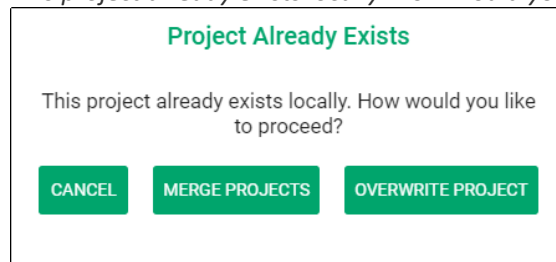 Project Already Exists
This project already exists locally. How would you like
to proceed?
CANCEL MERGE PROJECTS OVERWRITE PROJECT